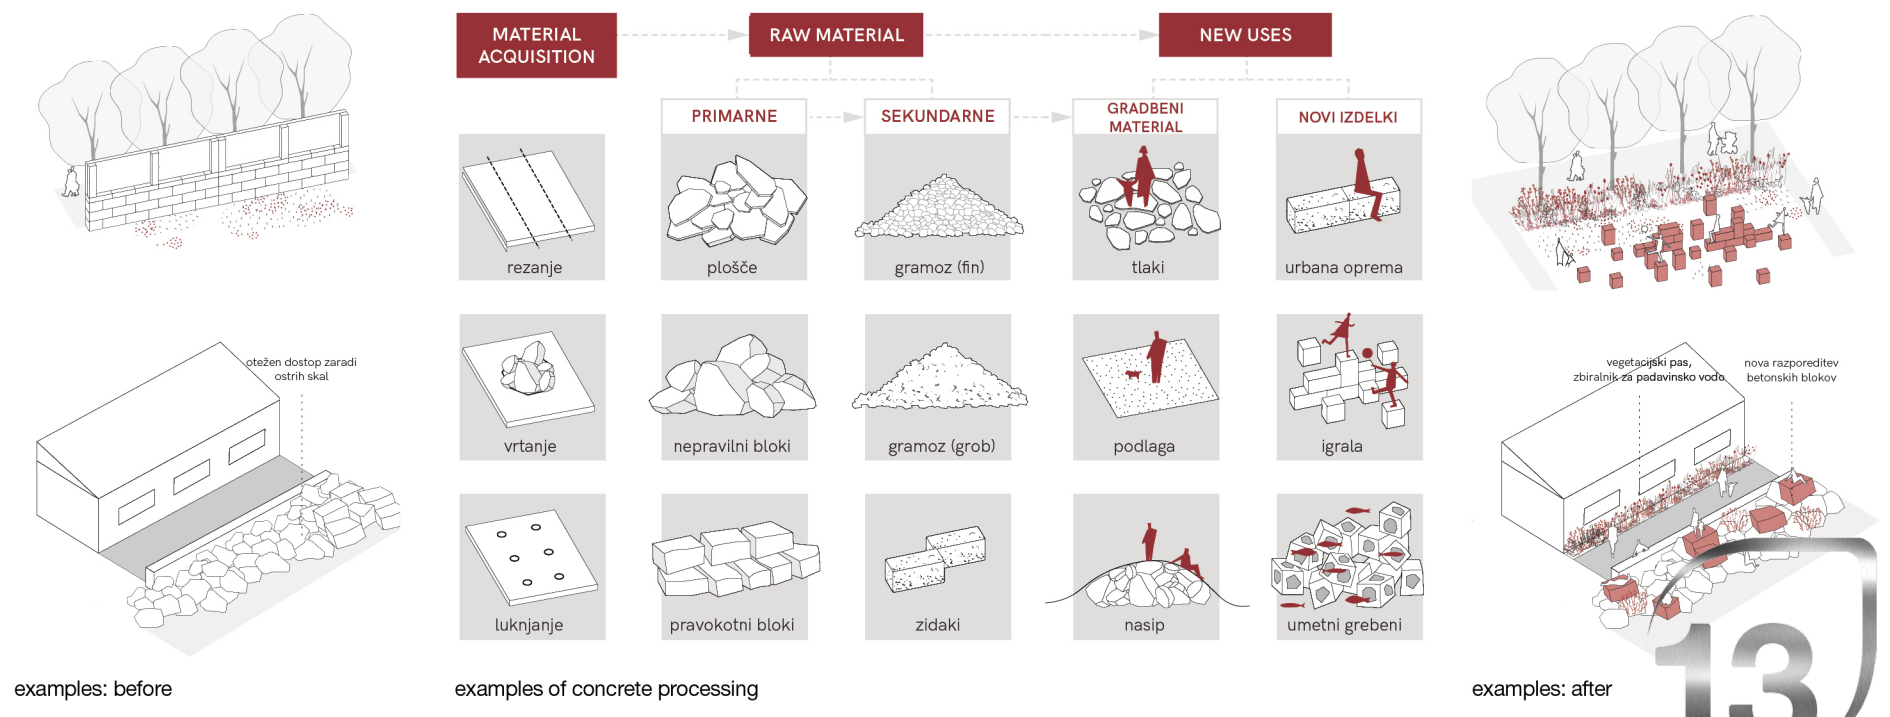 MATERIAL
ACQUISITION
RAW MATERIAL
NEW USES
PRIMARNE
SEKUNDARNE
GRADBENI
MATERIAL
NOVI IZDELKI
rezanje
plošče
gramoz (fin)
tlaki
urbana oprema
vrtanje
nepravilni bloki
gramoz (grob)
podlaga
igrala
luknjanje
pravokotni bloki
zidaki
nasip
umetni grebeni
otežen dostop zaradi
ostrih skal
vegetacijski pas,
zbiralnik za padavinsko vodo
nova razporeditev
betonskih blokov
examples: before
examples of concrete processing
examples: after
13